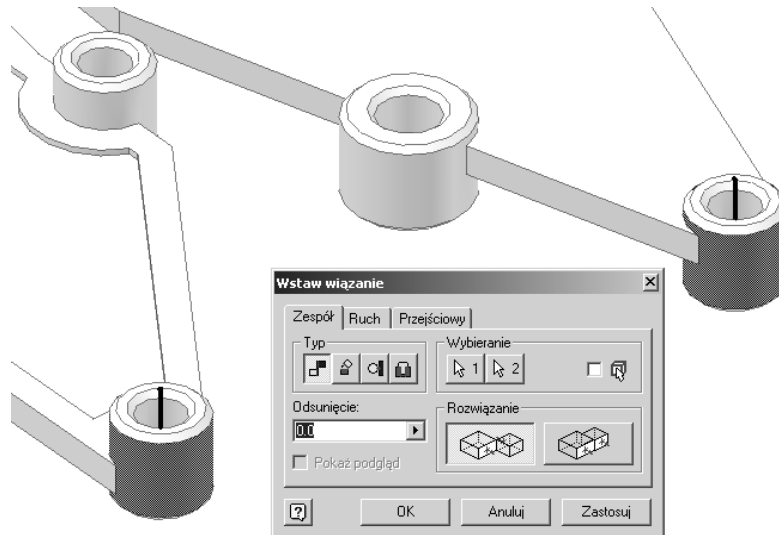 Wstaw wiązanie
Zespół Ruch Przejściowy
Typ
Wybieranie
1 2
Odsunięcie:
0.0
Rozwiązanie
Pokaż podgląd
OK Anuluj Zastosuj